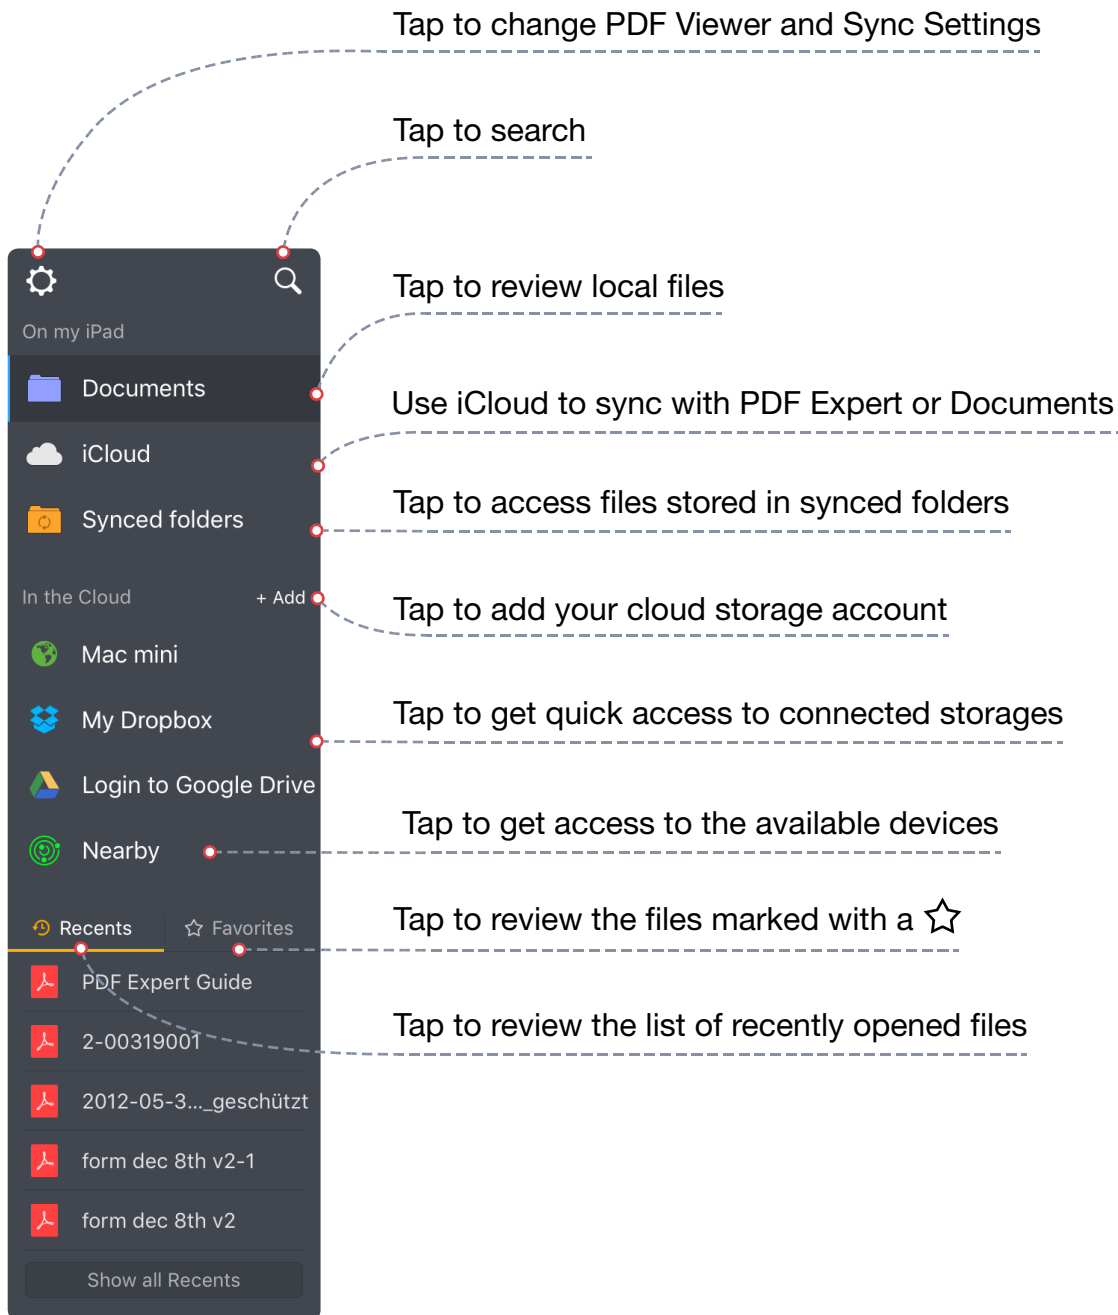 Tap to change PDF Viewer and Sync Settings
Tap to search
Tap to review local files
On my iPad
Documents
Use iCloud to sync with PDF Expert or Documents
iCloud
Tap to access files stored in synced folders
Synced folders
In the Cloud + Add
Tap to add your cloud storage account
Mac mini
My Dropbox
Tap to get quick access to connected storages
Login to Google Drive
Tap to get access to the available devices
Nearby
Recents Favorites
Tap to review the files marked with a
PDF Expert Guide
Tap to review the list of recently opened files
2-00319001
2012-05-3..._geschützt
form dec 8th v2-1
form dec 8th v2
Show all Recents